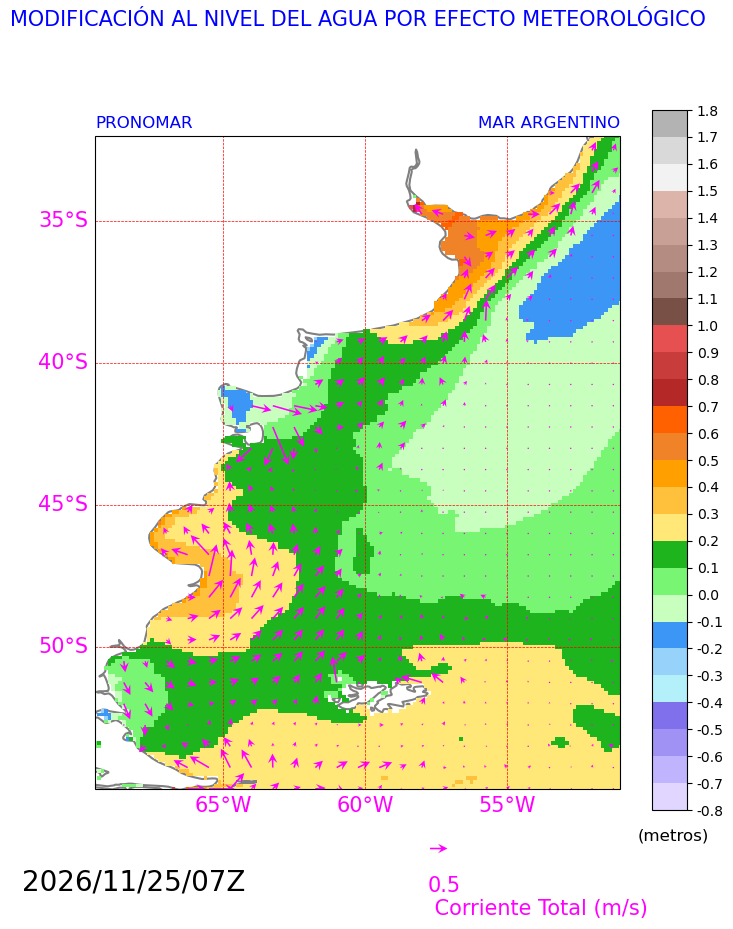 MODIFICACIÓN AL NIVEL DEL AGUA POR EFECTO METEOROLÓGICO
PRONOMAR
MAR ARGENTINO
35°S
40°S
45°S
50°S
65°W
60°W
55°W
1.8
1.7
1.6
1.5
1.4
1.3
1.2
1.1
1.0
0.9
0.8
0.7
0.6
0.5
0.4
0.3
0.2
0.1
0.0
-0.1
-0.2
-0.3
-0.4
-0.5
-0.6
-0.7
-0.8
(metros)
2026/11/25/07Z
0.5
Corriente Total (m/s)